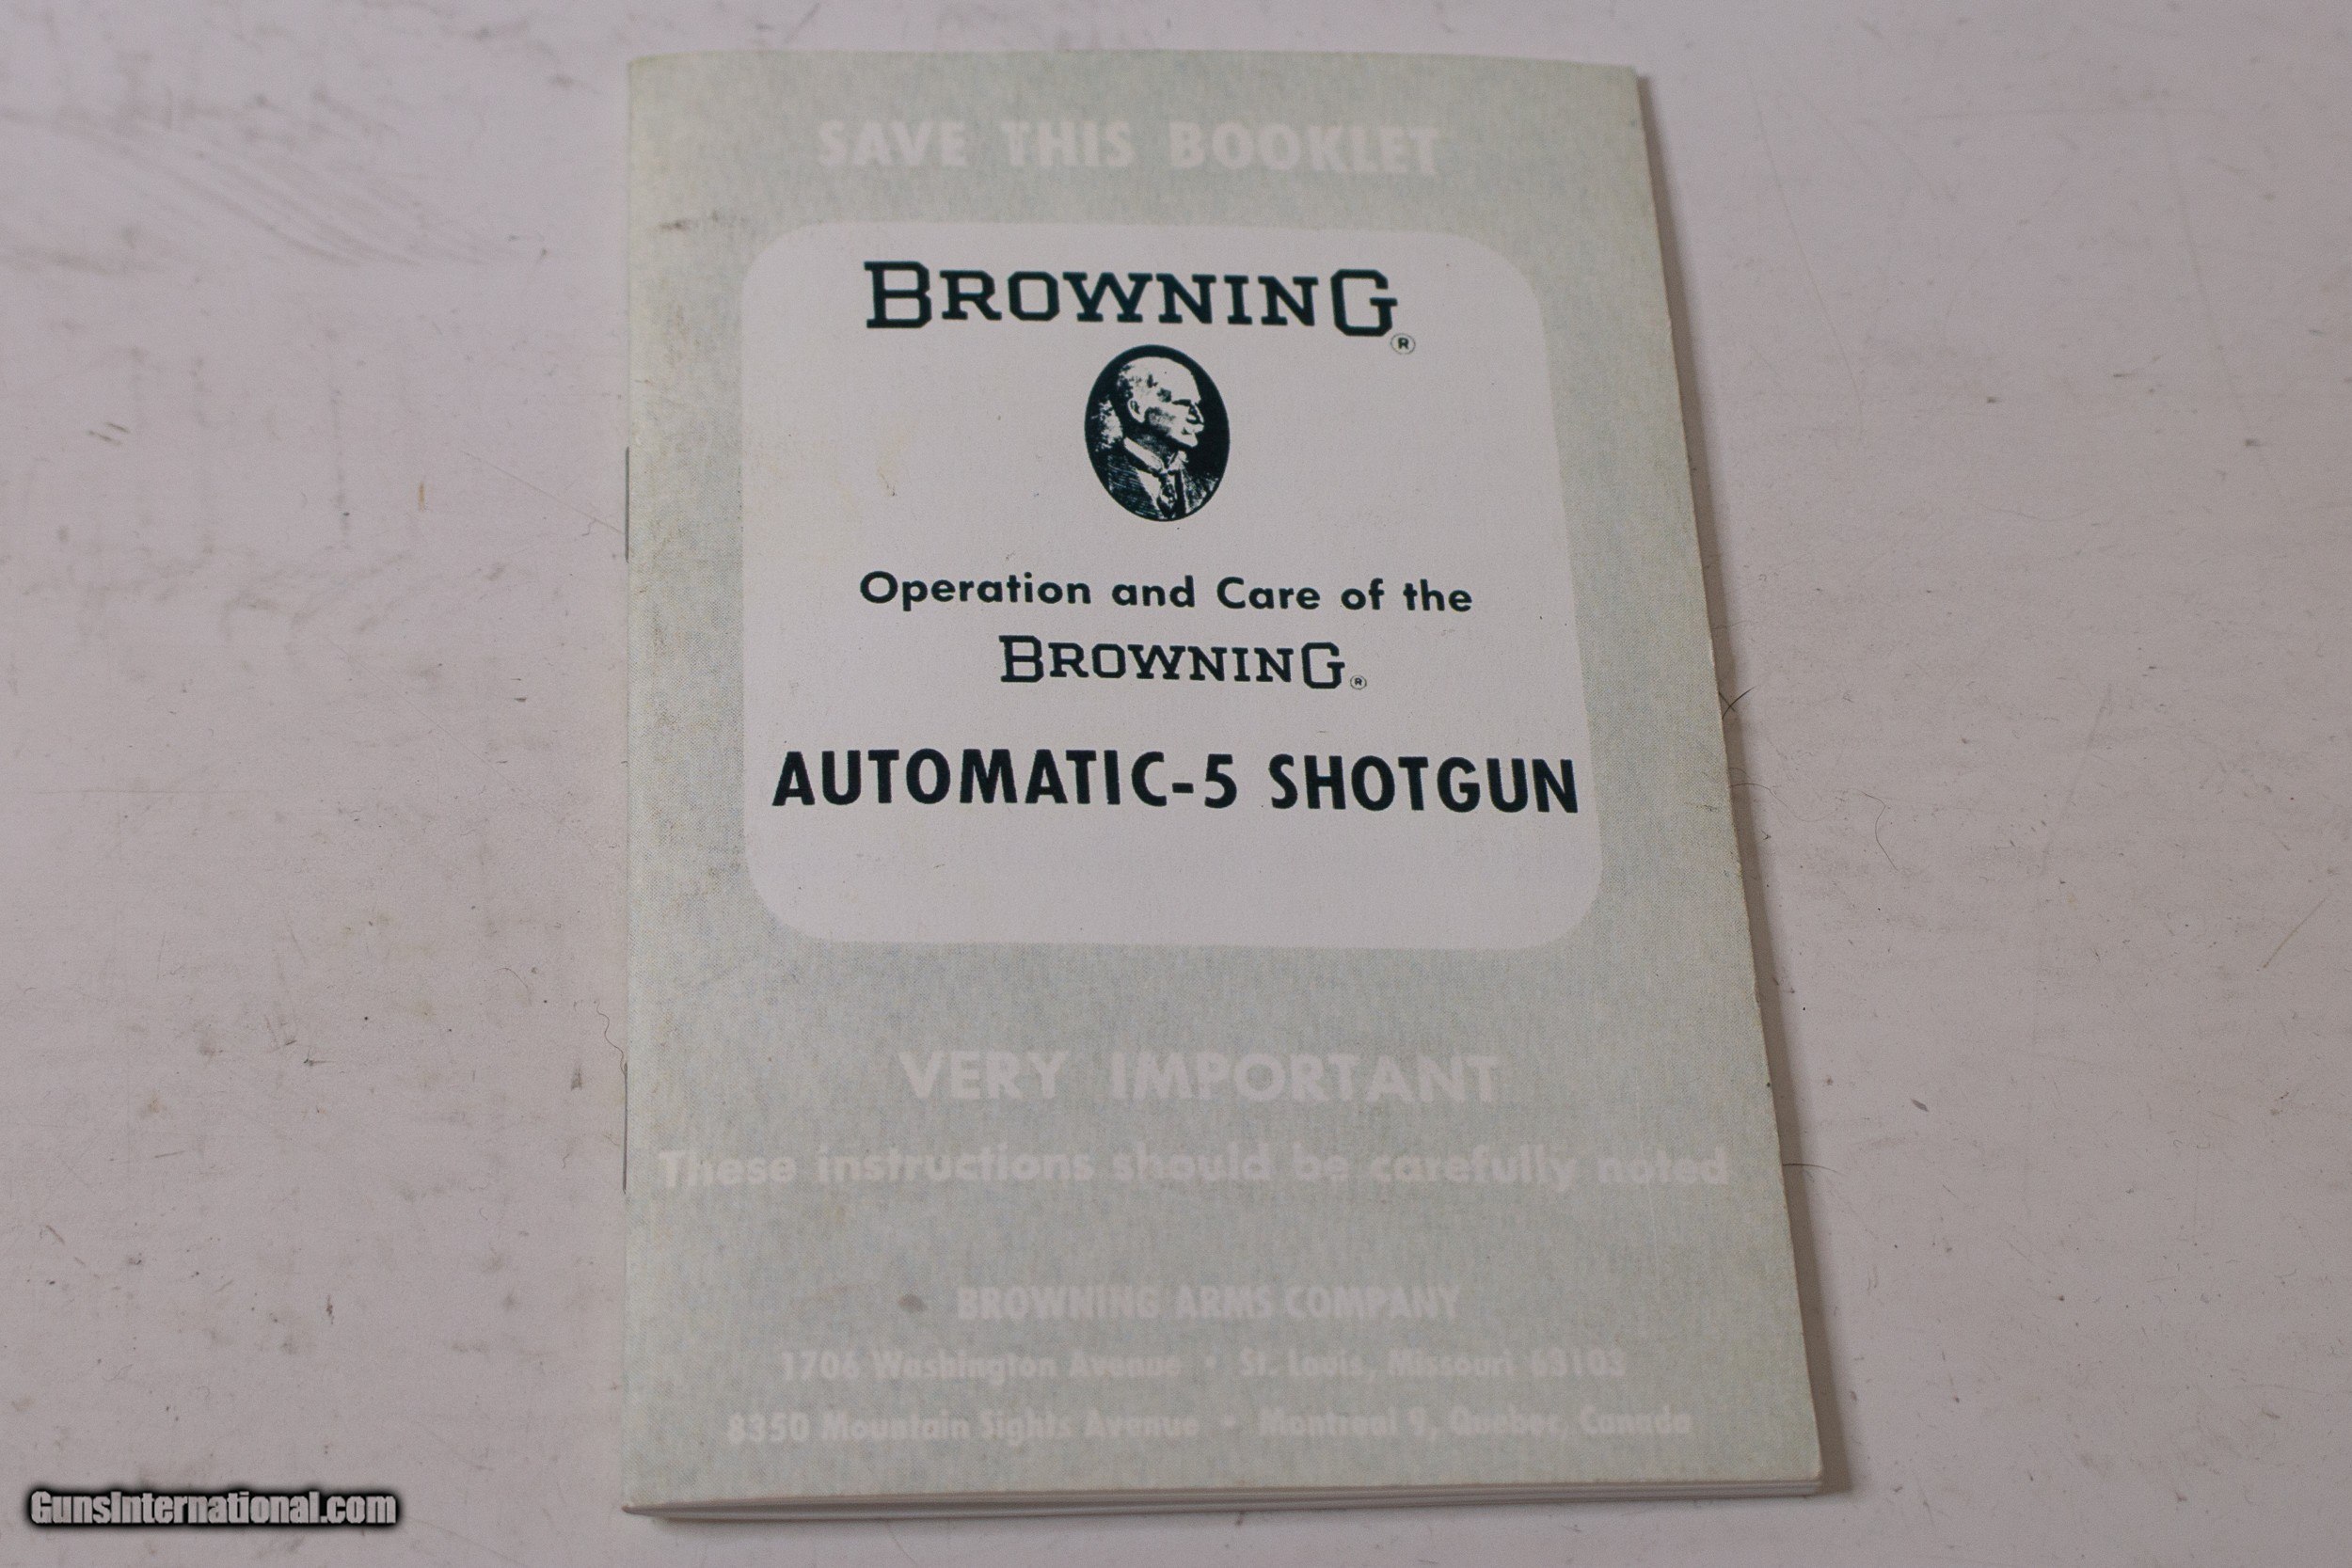 SAVE THIS BOOKLET
BROWNING®
Operation and Care of the
BROWNING®
AUTOMATIC-5 SHOTGUN
VERY IMPORTANT
These instructions should be carefully noted
BROWNING ARMS COMPANY
1706 Washington Avenue • St. Louis, Missouri 63103
8350 Mountain Sights Avenue • Montreal 9, Quebec, Canada
GunsInternational.com